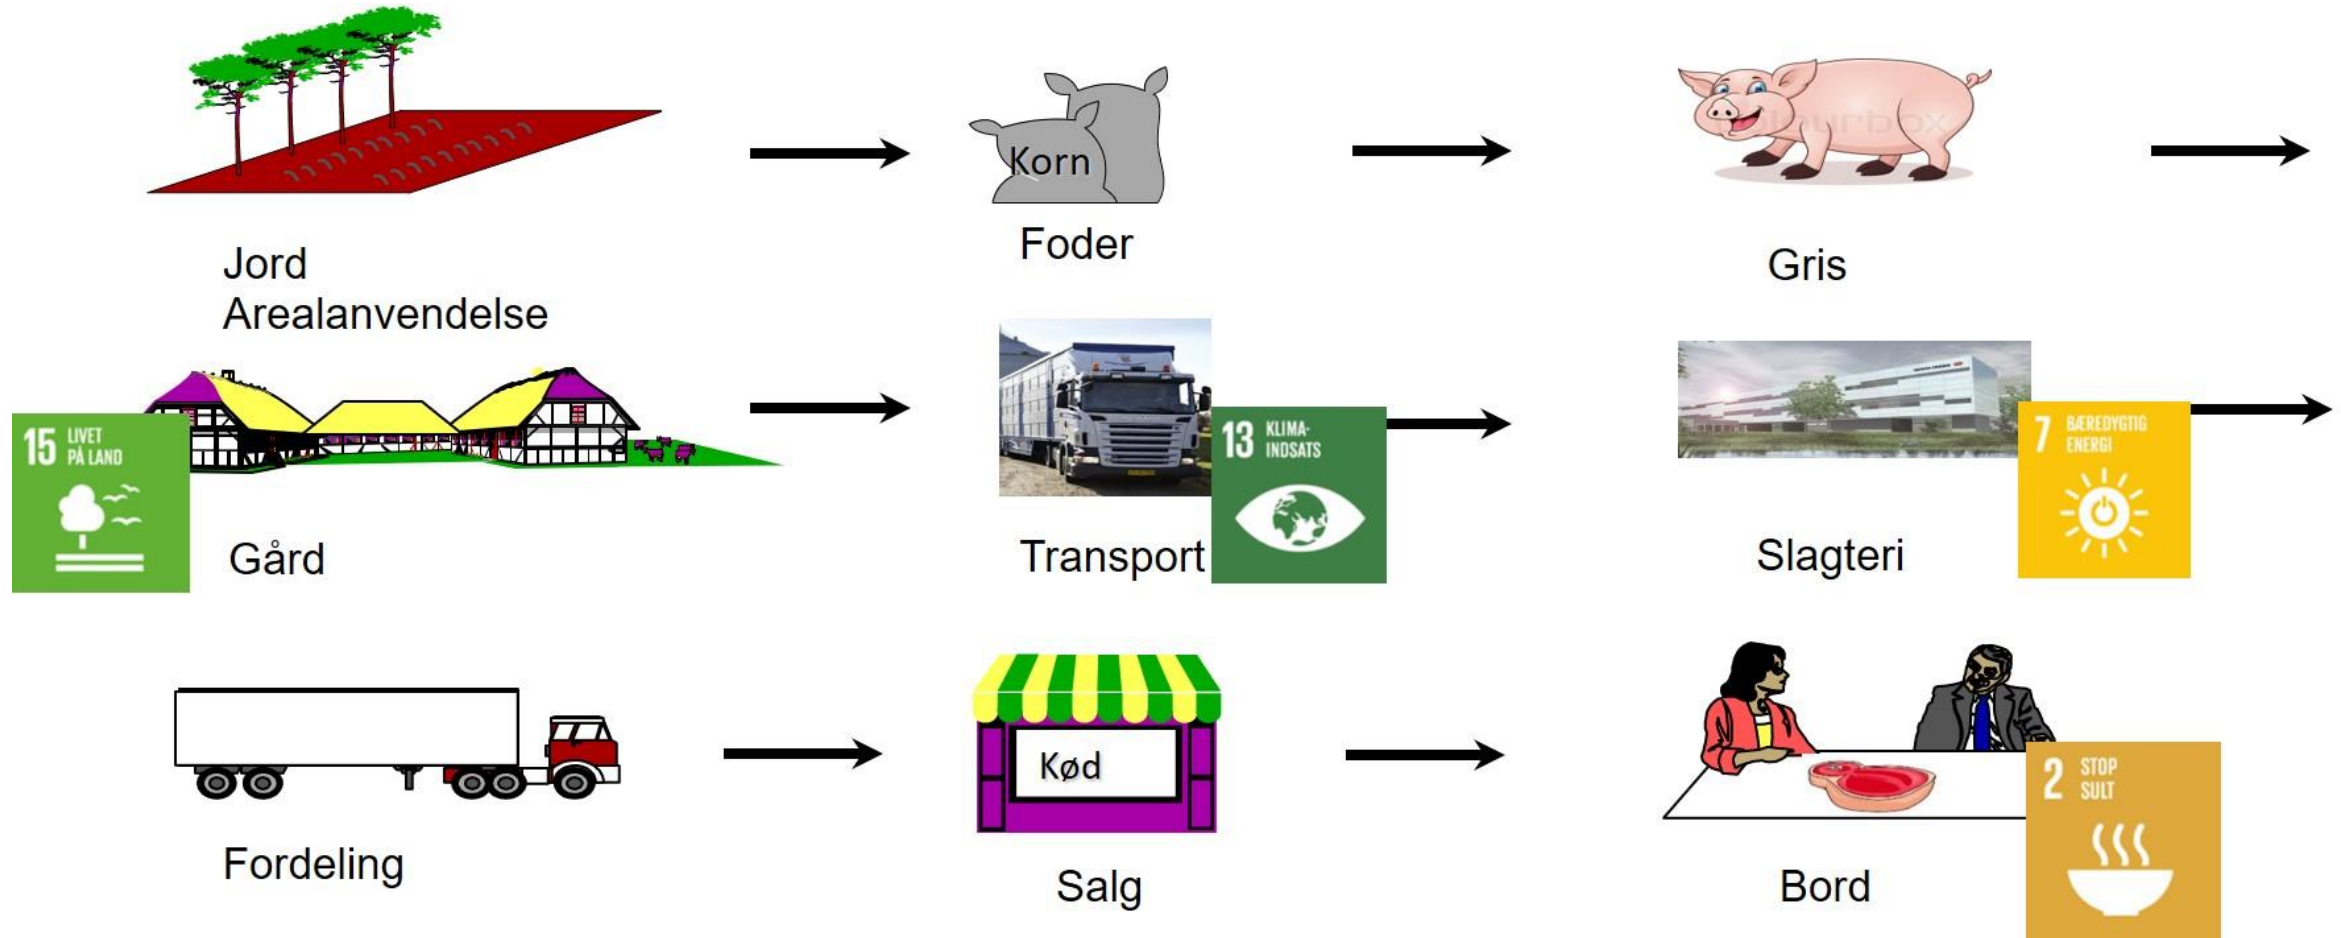 Korn
colourbox
Jord
Arealanvendelse
Foder
Gris
15 LIVET
PÅ LAND
Gård
Transport
13 KLIMA-
INDSATS
Slagteri
7 BÆREDYGTIG
ENERGI
Fordeling
Kød
Salg
Bord
2 STOP
SULT